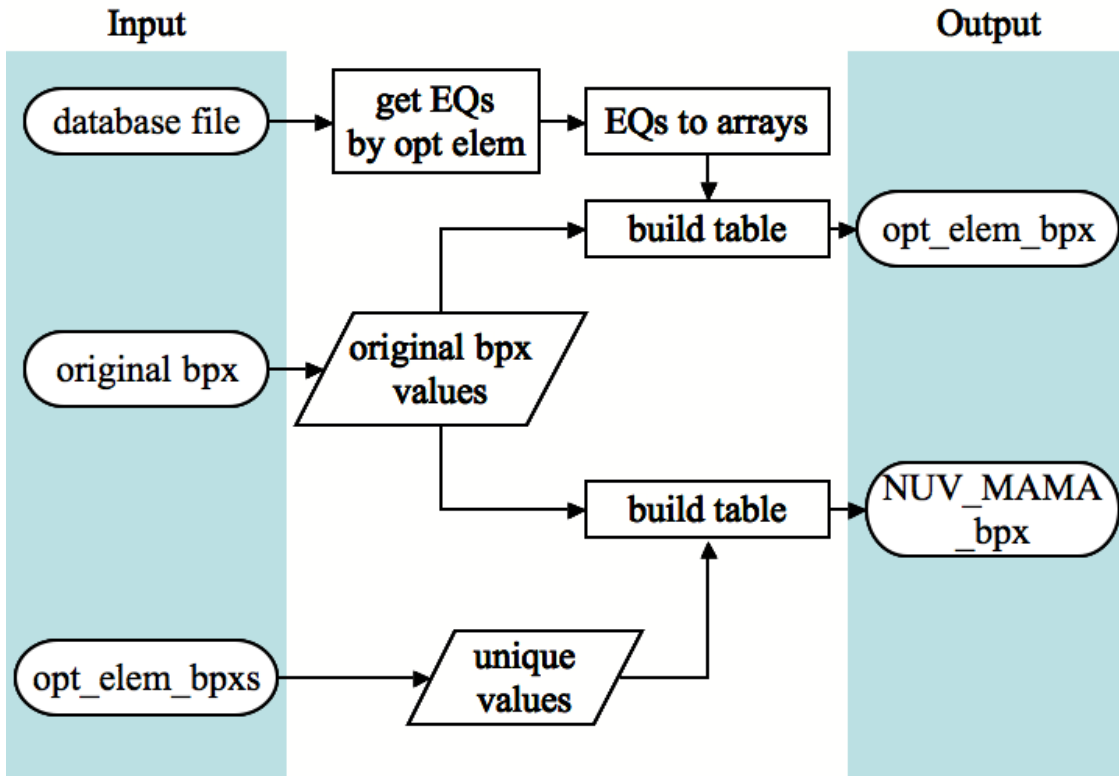 Input
Output
database file
get EQs
by opt elem
EQs to arrays
build table
opt_elem_bpx
original bpx
original bpx
values
build table
NUV_MAMA
_bpx
opt_elem_bpxs
unique
values